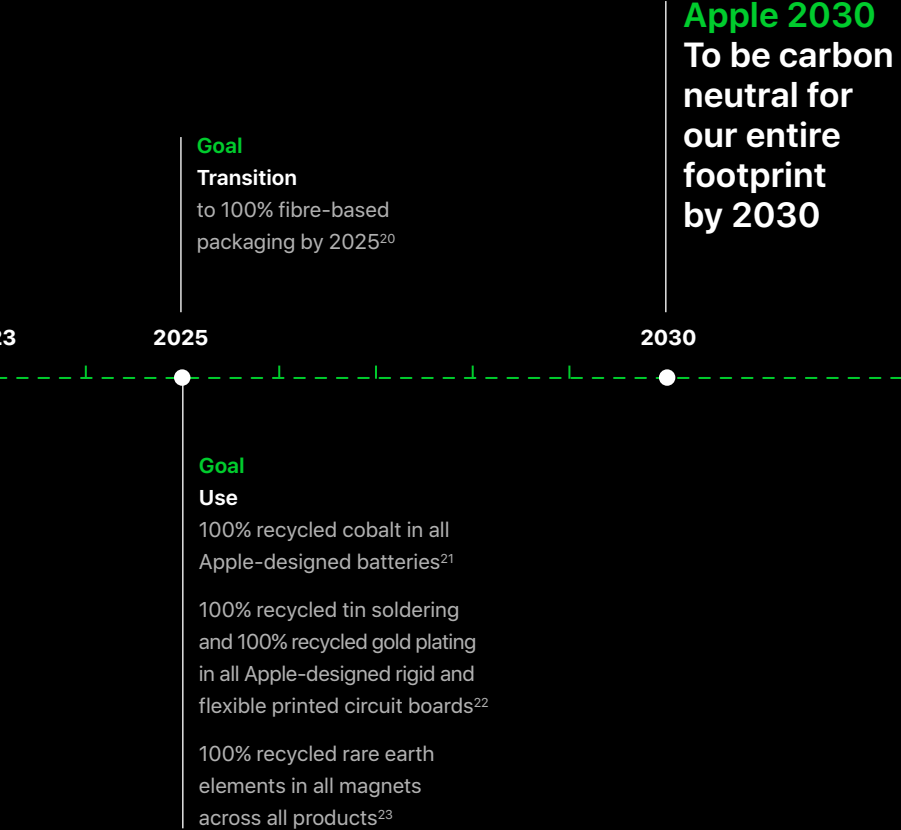 Apple 2030
To be carbon
neutral for
our entire
footprint
by 2030
Goal
Transition
to 100% fibre-based
packaging by 2025²⁰
23
2025
2030
Goal
Use
100% recycled cobalt in all
Apple-designed batteries²¹
100% recycled tin soldering
and 100% recycled gold plating
in all Apple-designed rigid and
flexible printed circuit boards²²
100% recycled rare earth
elements in all magnets
across all products²³